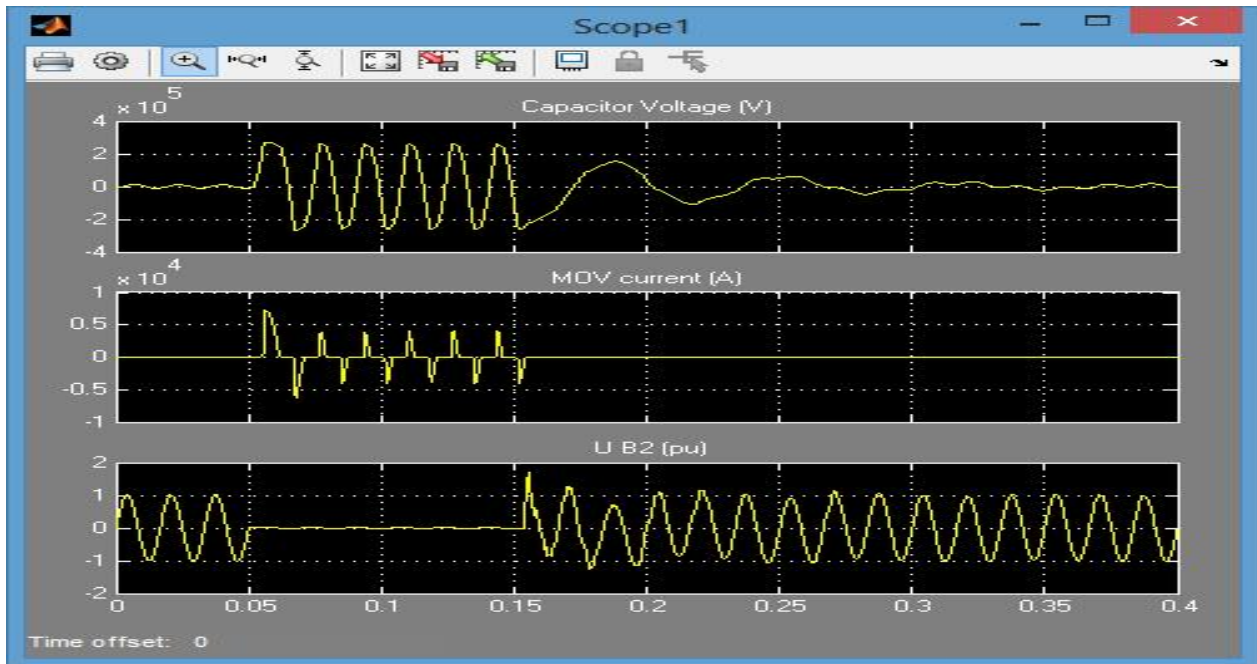 Scope1
x 10^5
Capacitor Voltage (V)
4
2
0
-2
-4
x 10^4
MOV current (A)
1
0.5
0
-0.5
-1
U B2 (pu)
2
1
0
-1
-2
0 0.05 0.1 0.15 0.2 0.25 0.3 0.35 0.4
Time offset: 0